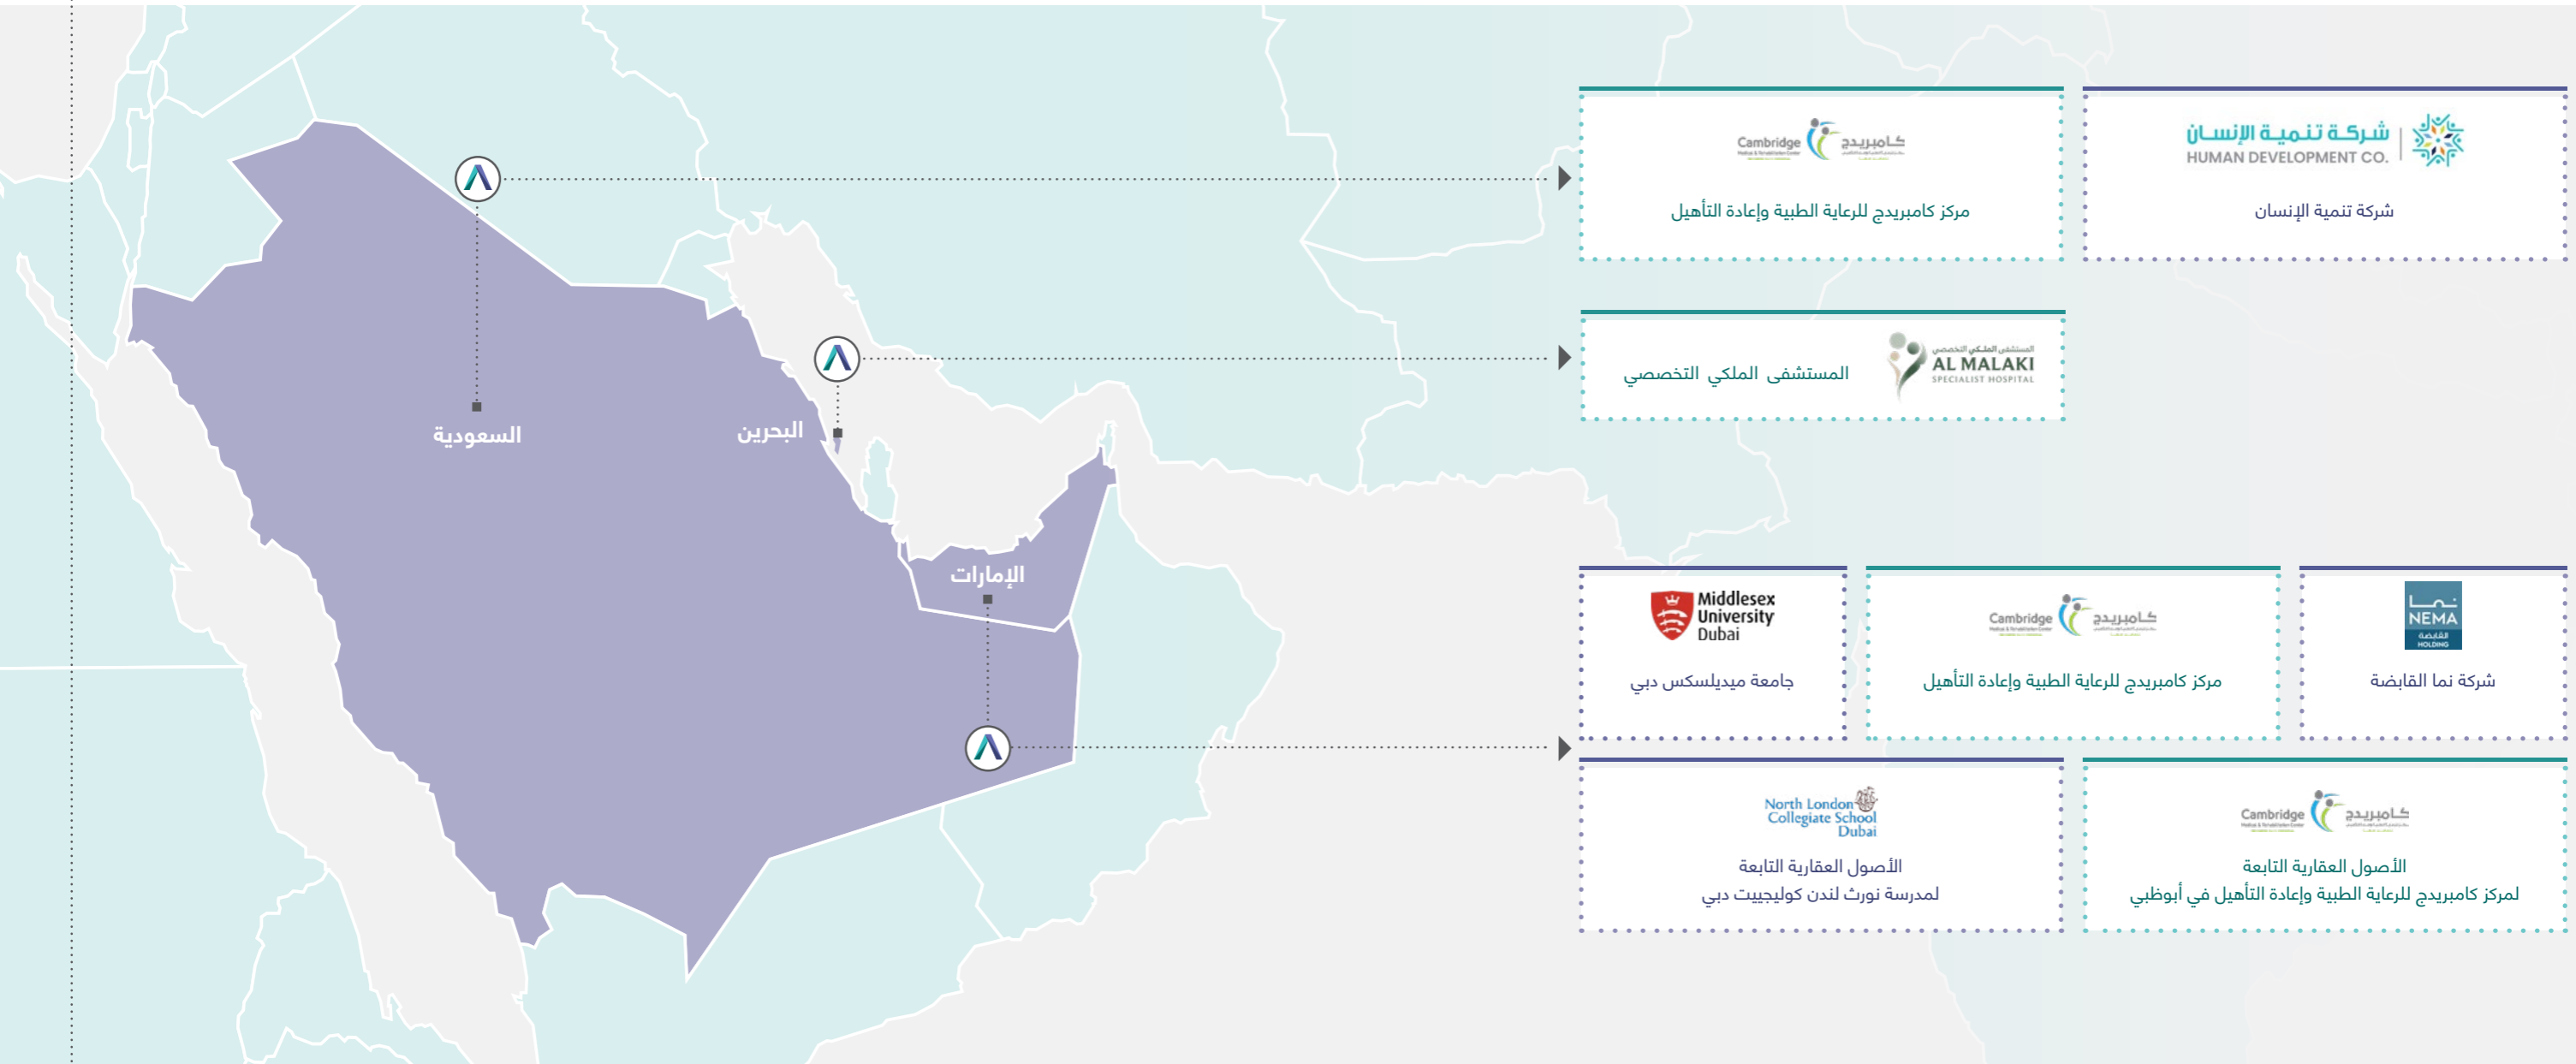 السعودية
البحرين
الإمارات
شركة تنمية الإنسان
HUMAN DEVELOPMENT CO.
شركة تنمية الإنسان
Cambridge كامبريدج
مركز كامبريدج للرعاية الطبية وإعادة التأهيل
المستشفى الملكي التخصصي
AL MALAKI
SPECIALIST HOSPITAL
المستشفى الملكي التخصصي
نما
NEMA
القابضة
HOLDING
شركة نما القابضة
Cambridge كامبريدج
مركز كامبريدج للرعاية الطبية وإعادة التأهيل
Middlesex
University
Dubai
جامعة ميديلسكس دبي
Cambridge كامبريدج
الأصول العقارية التابعة
لمركز كامبريدج للرعاية الطبية وإعادة التأهيل في أبوظبي
North London
Collegiate School
Dubai
الأصول العقارية التابعة
لمدرسة نورث لندن كوليجييت دبي